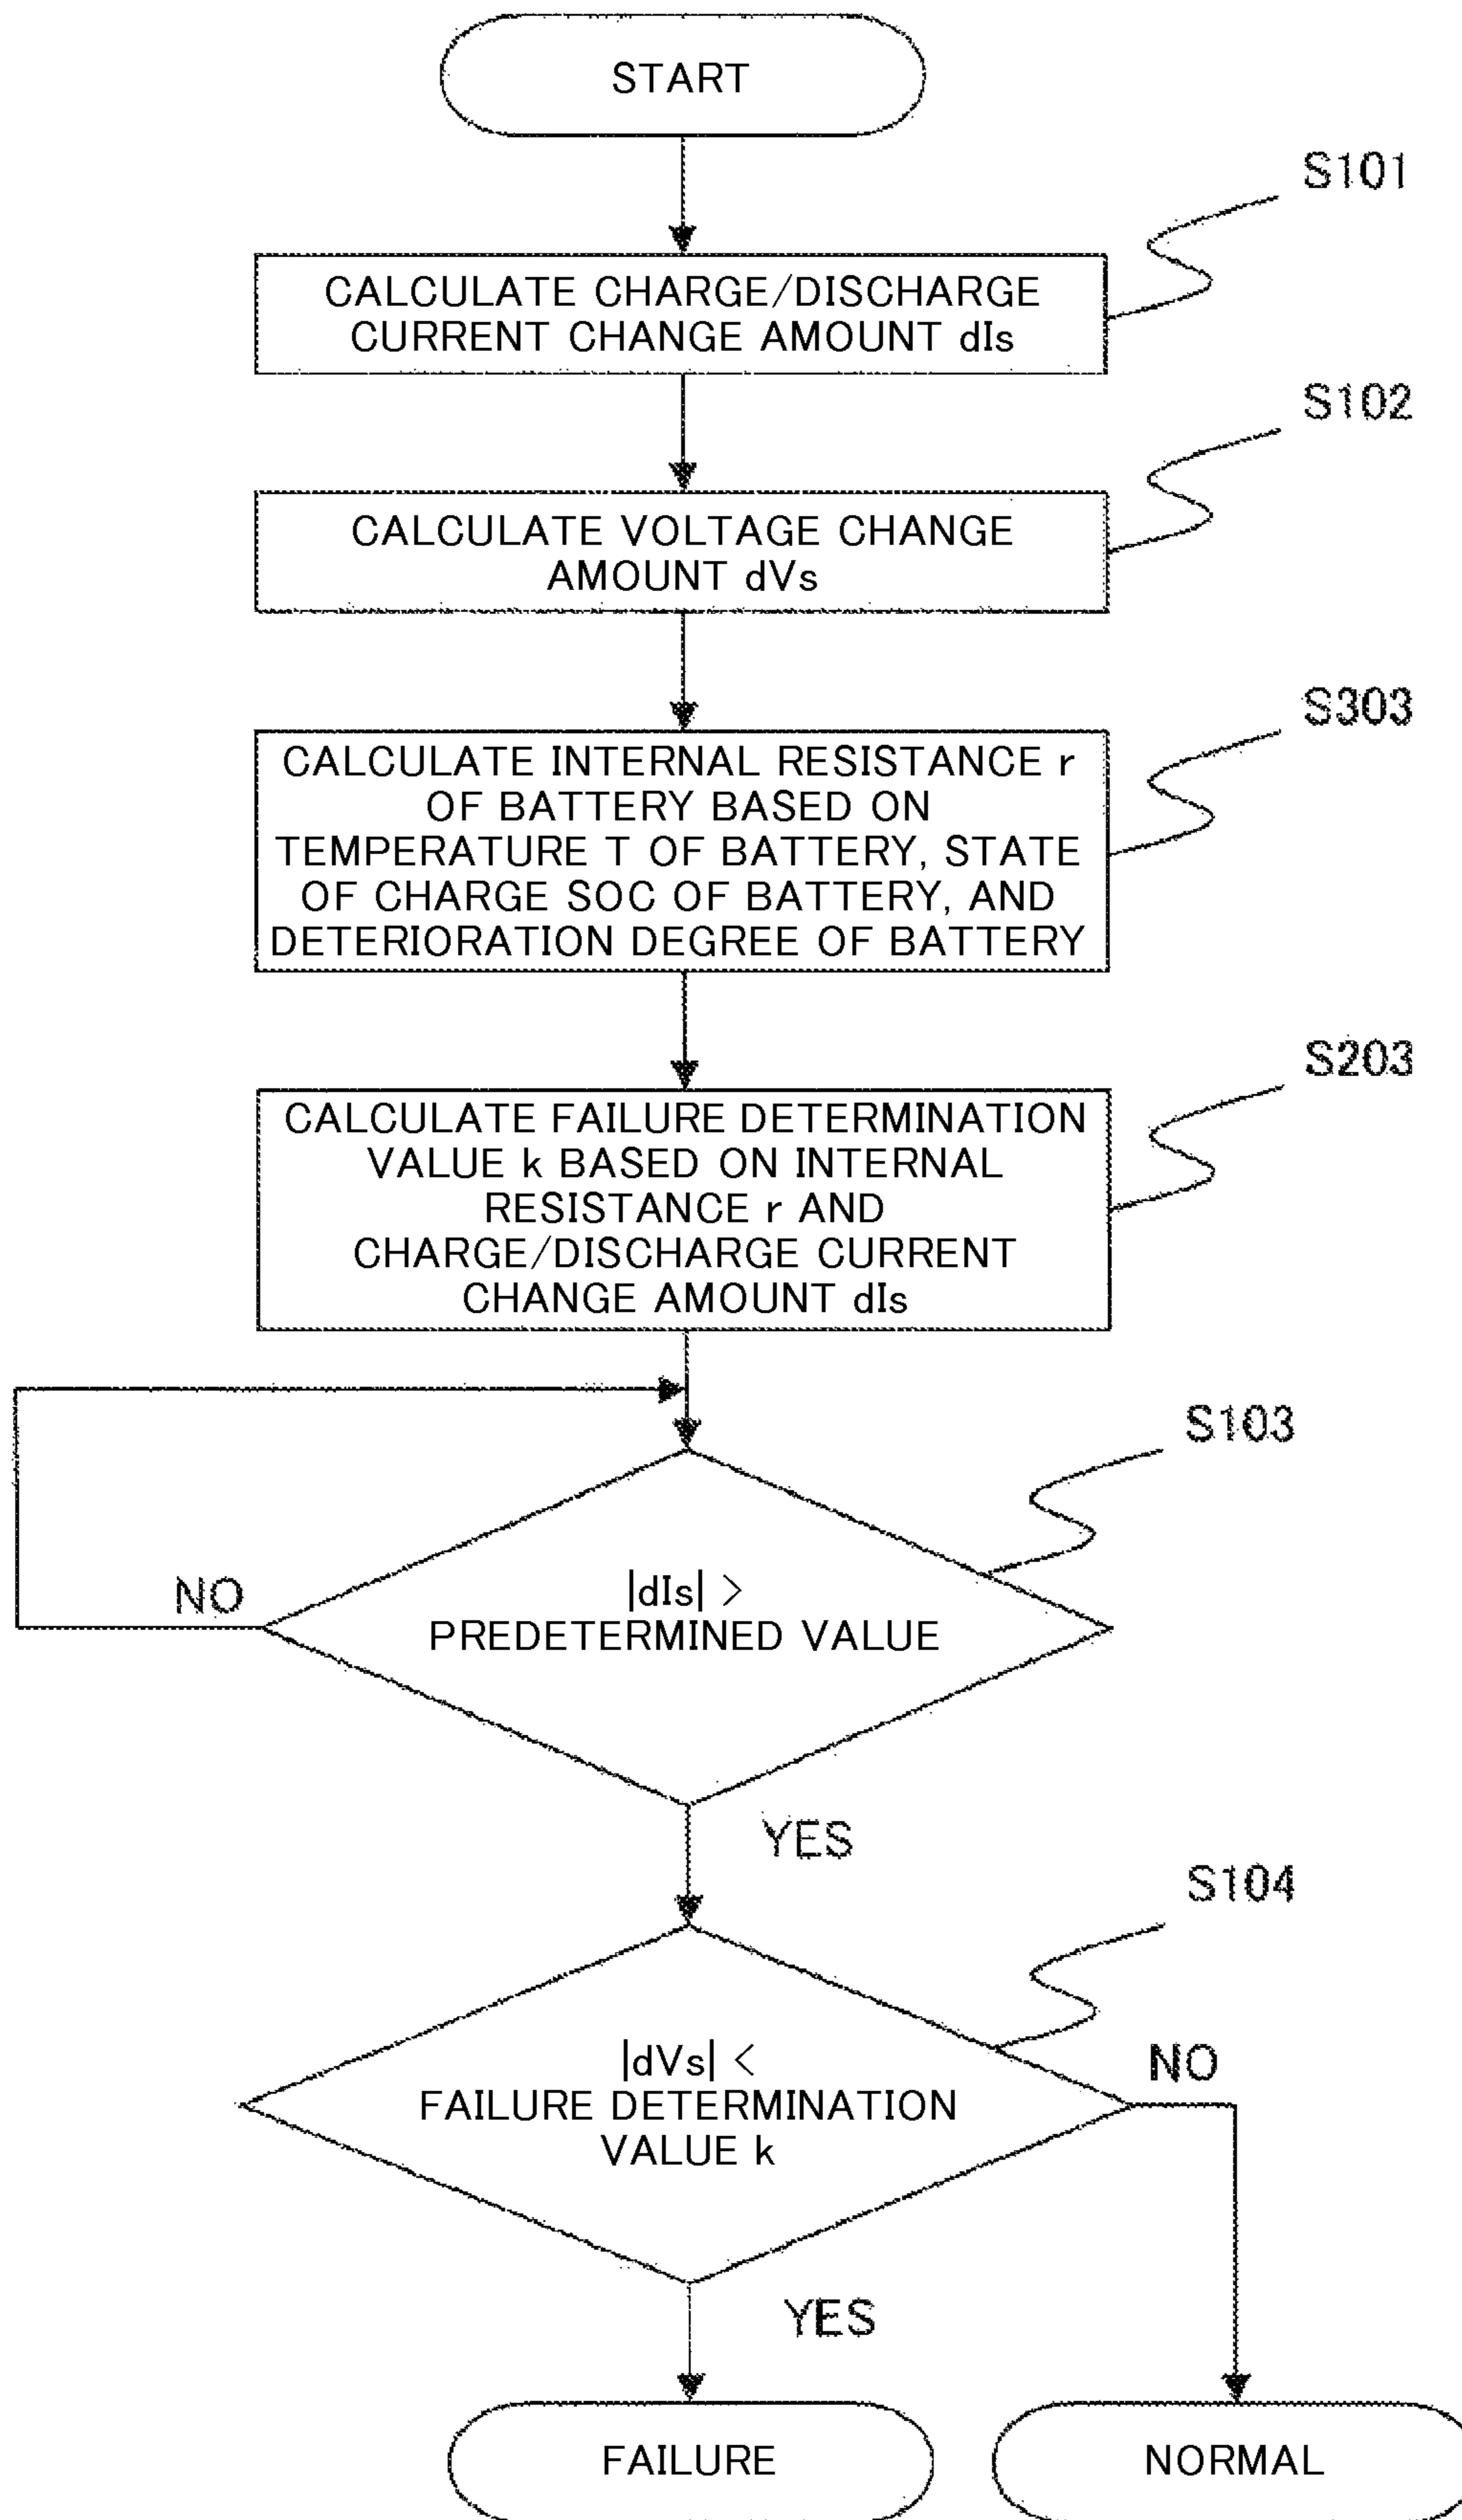 START
S101
CALCULATE CHARGE/DISCHARGE
CURRENT CHANGE AMOUNT dIs
S102
CALCULATE VOLTAGE CHANGE
AMOUNT dVs
S303
CALCULATE INTERNAL RESISTANCE r
OF BATTERY BASED ON
TEMPERATURE T OF BATTERY, STATE
OF CHARGE SOC OF BATTERY, AND
DETERIORATION DEGREE OF BATTERY
S203
CALCULATE FAILURE DETERMINATION
VALUE k BASED ON INTERNAL
RESISTANCE r AND
CHARGE/DISCHARGE CURRENT
CHANGE AMOUNT dIs
S103
NO
|dIs| >
PREDETERMINED VALUE
YES
S104
|dVs| <
FAILURE DETERMINATION
VALUE k
NO
YES
FAILURE
NORMAL